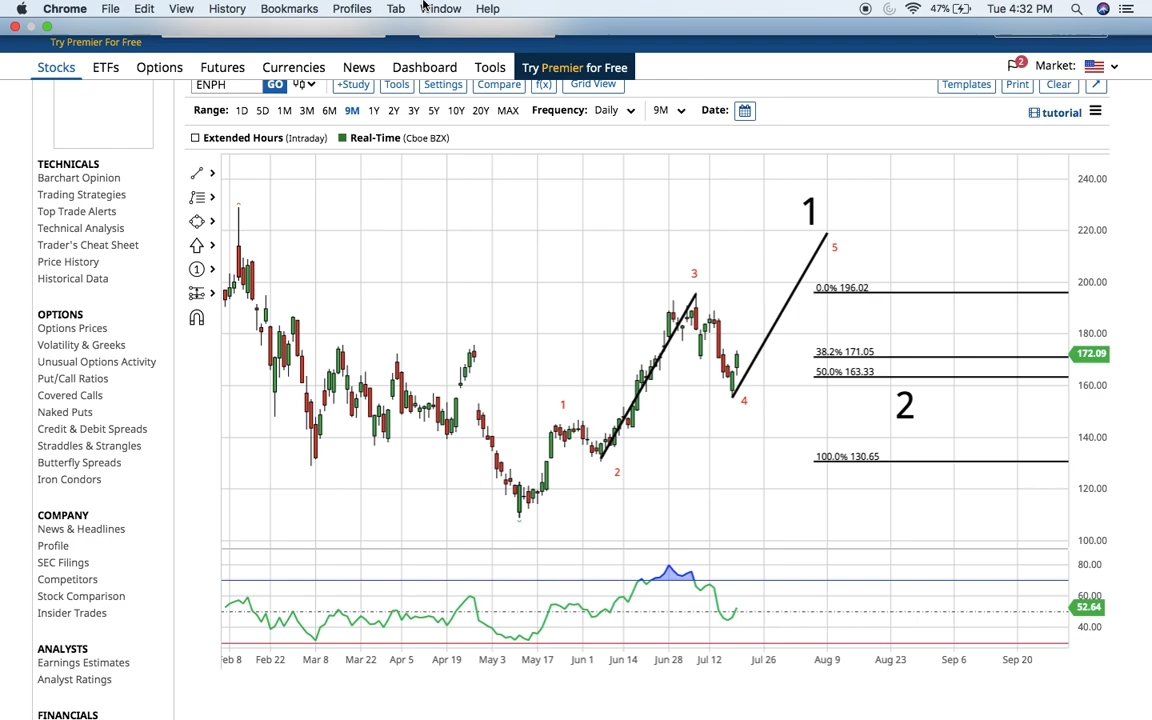 Chrome File Edit View History Bookmarks Profiles Tab Window Help 47% Tue 4:32 PM
Try Premier For Free
Stocks ETFs Options Futures Currencies News Dashboard Tools Try Premier for Free 2 Market:
ENPH GO +Study Tools Settings Compare f(x) Grid View Templates Print Clear
Range: 1D 5D 1M 3M 6M 9M 1Y 2Y 3Y 5Y 10Y 20Y MAX Frequency: Daily 9M Date: tutorial
Extended Hours (Intraday) Real-Time (Cboe BZX)
TECHNICALS
Barchart Opinion
Trading Strategies
Top Trade Alerts
Technical Analysis
Trader's Cheat Sheet
Price History
Historical Data
OPTIONS
Options Prices
Volatility & Greeks
Unusual Options Activity
Put/Call Ratios
Covered Calls
Naked Puts
Credit & Debit Spreads
Straddles & Strangles
Butterfly Spreads
Iron Condors
COMPANY
News & Headlines
Profile
SEC Filings
Competitors
Stock Comparison
Insider Trades
ANALYSTS
Earnings Estimates
Analyst Ratings
FINANCIALS
1
240.00
1
220.00
5
3
0.0% 196.02
200.00
180.00
38.2% 171.05
172.09
50.0% 163.33
160.00
1
4
2
140.00
2
100.0% 130.65
120.00
100.00
80.00
60.00
52.64
40.00
Feb 8 Feb 22 Mar 8 Mar 22 Apr 5 Apr 19 May 3 May 17 Jun 1 Jun 14 Jun 28 Jul 12 Jul 26 Aug 9 Aug 23 Sep 6 Sep 20